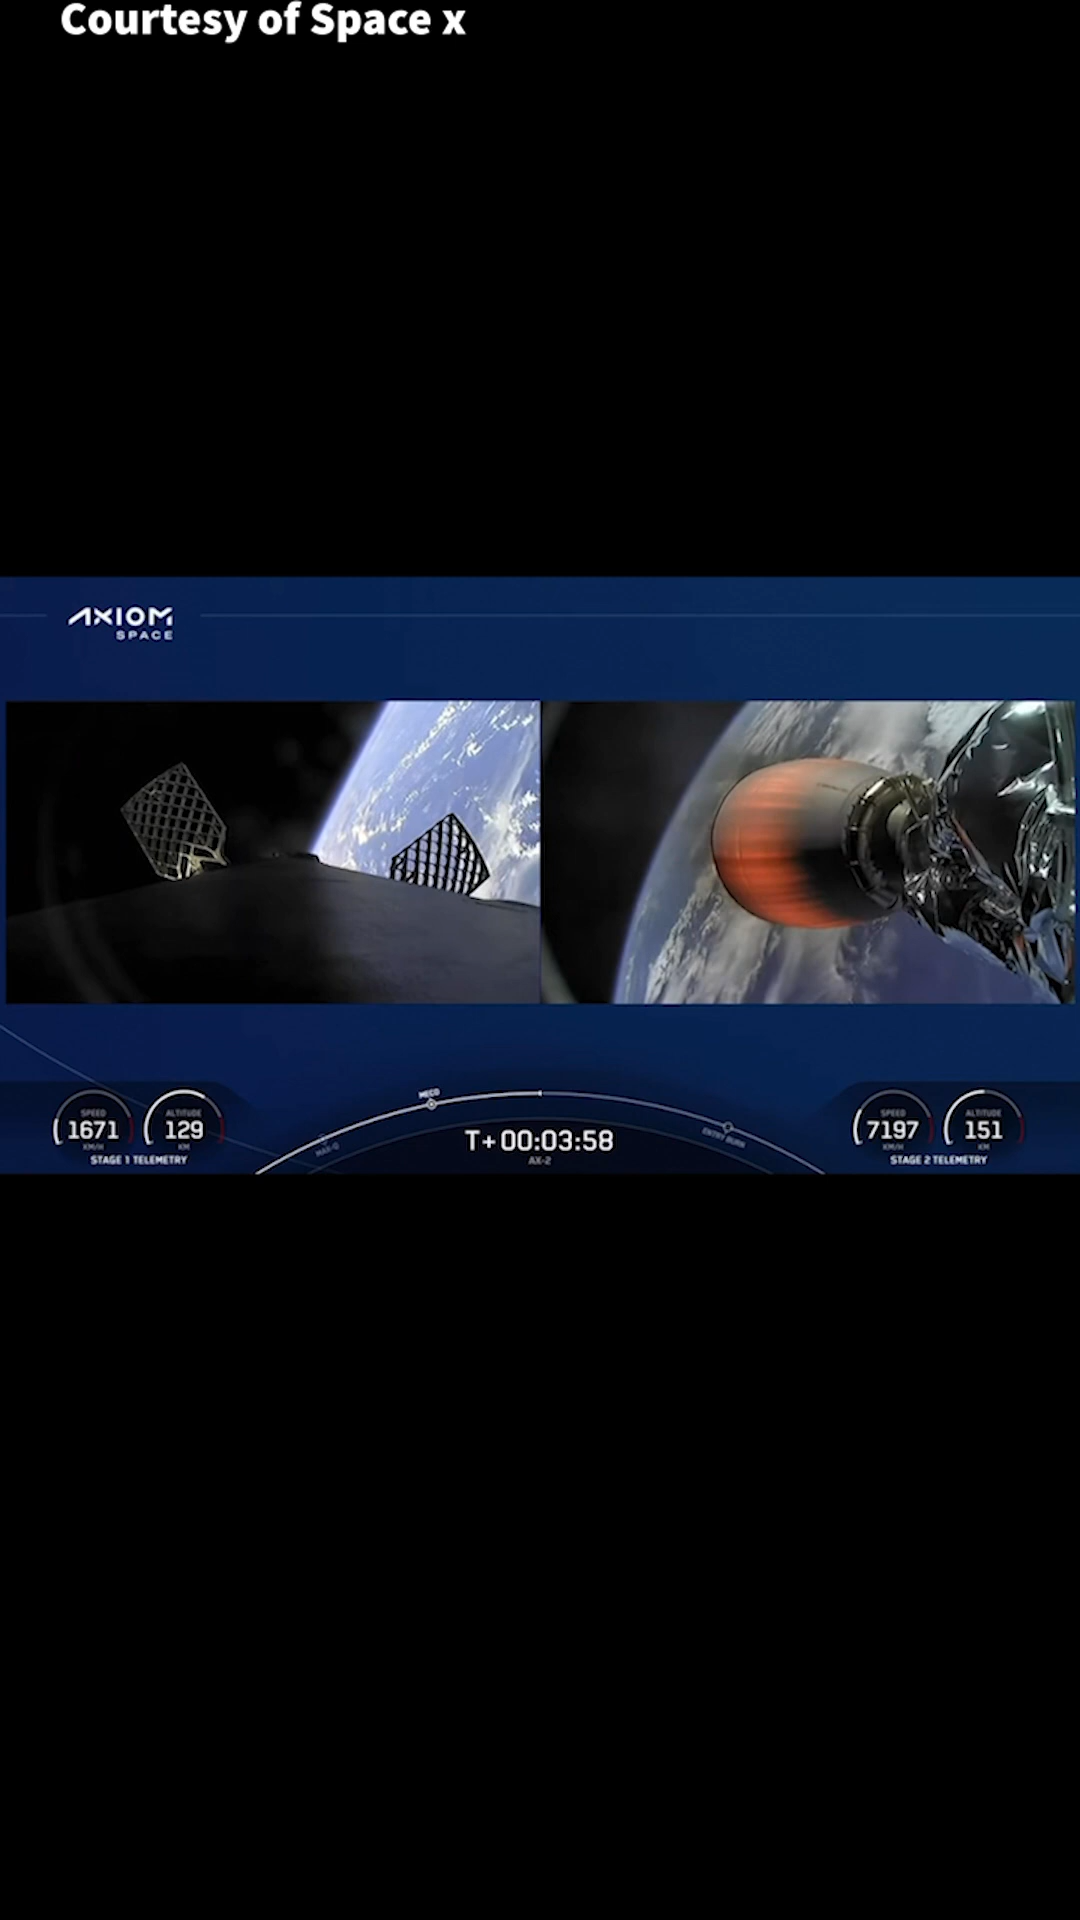 Courtesy of Space x
AXIOM
SPACE
MECO
MAX-Q
ENTRY BURN
SPEED
1671
KM/H
ALTITUDE
129
KM
STAGE 1 TELEMETRY
T+00:03:58
AX-2
SPEED
7197
KM/H
ALTITUDE
151
KM
STAGE 2 TELEMETRY